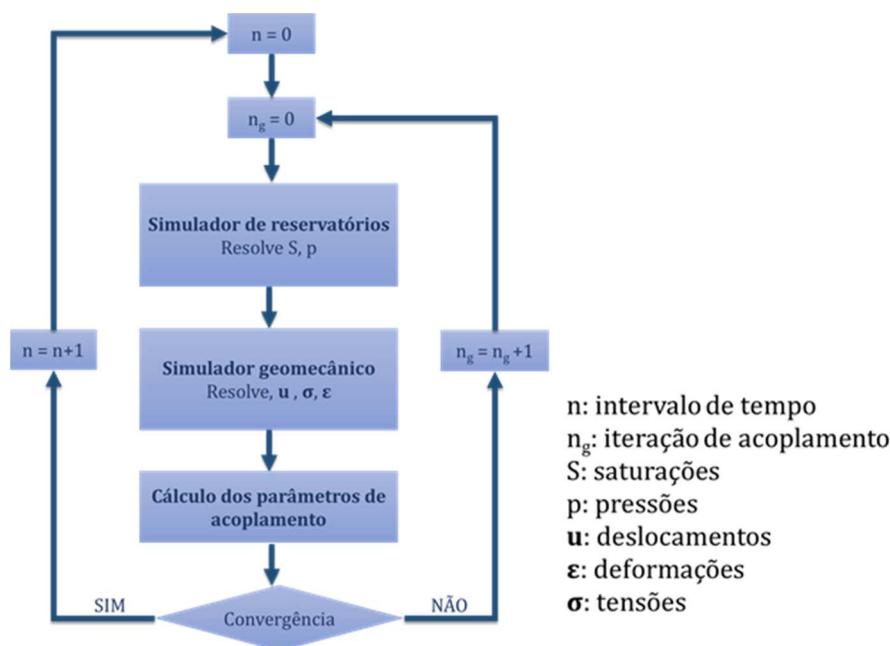 n = 0
n_g = 0
Simulador de reservatórios
Resolve S, p
n = n+1
Simulador geomecânico
Resolve, u , σ, ε
n_g = n_g +1
Cálculo dos parâmetros de
acoplamento
SIM
Convergência
NÃO
n: intervalo de tempo
n_g: iteração de acoplamento
S: saturações
p: pressões
u: deslocamentos
ε: deformações
σ: tensões